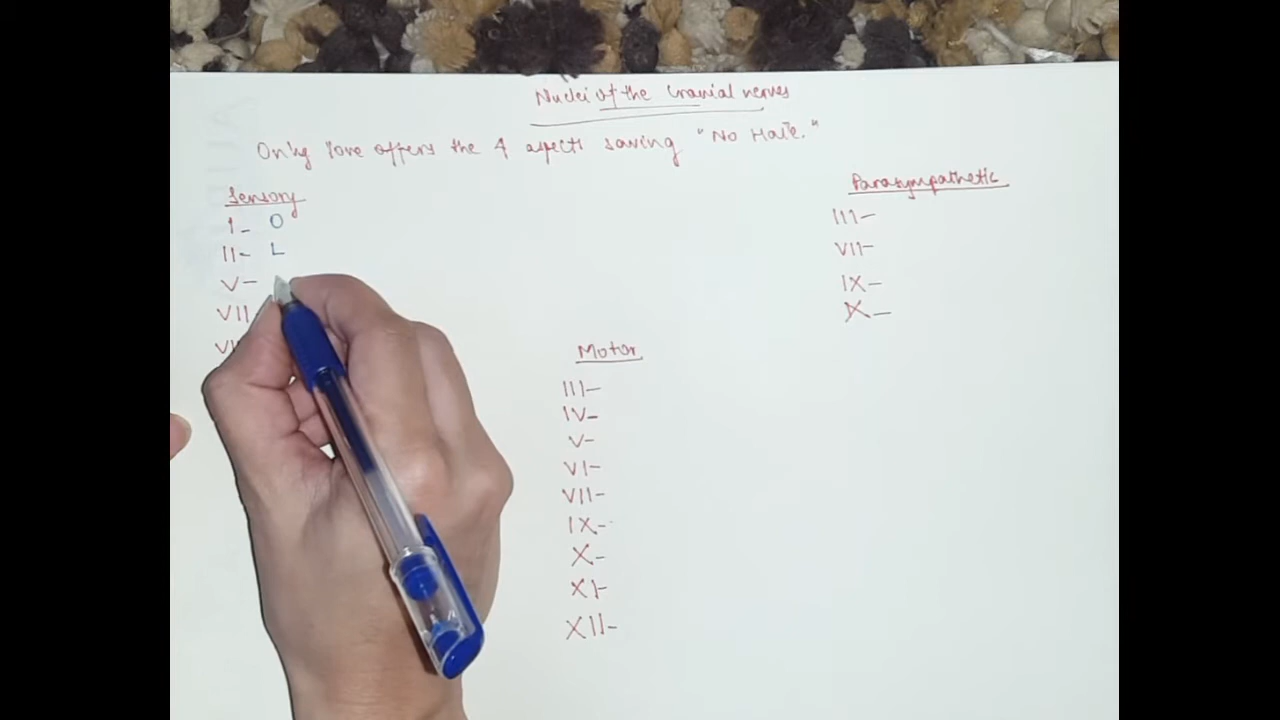 Nuclei of the Cranial nerves
Only love offers the 4 aspects saving "No Hate."
Sensory
I- O
II- L
V-
VII-
Motor
III-
IV-
V-
VI-
VII-
IX-
X-
XI-
XII-
Parasympathetic
III-
VII-
IX-
X-